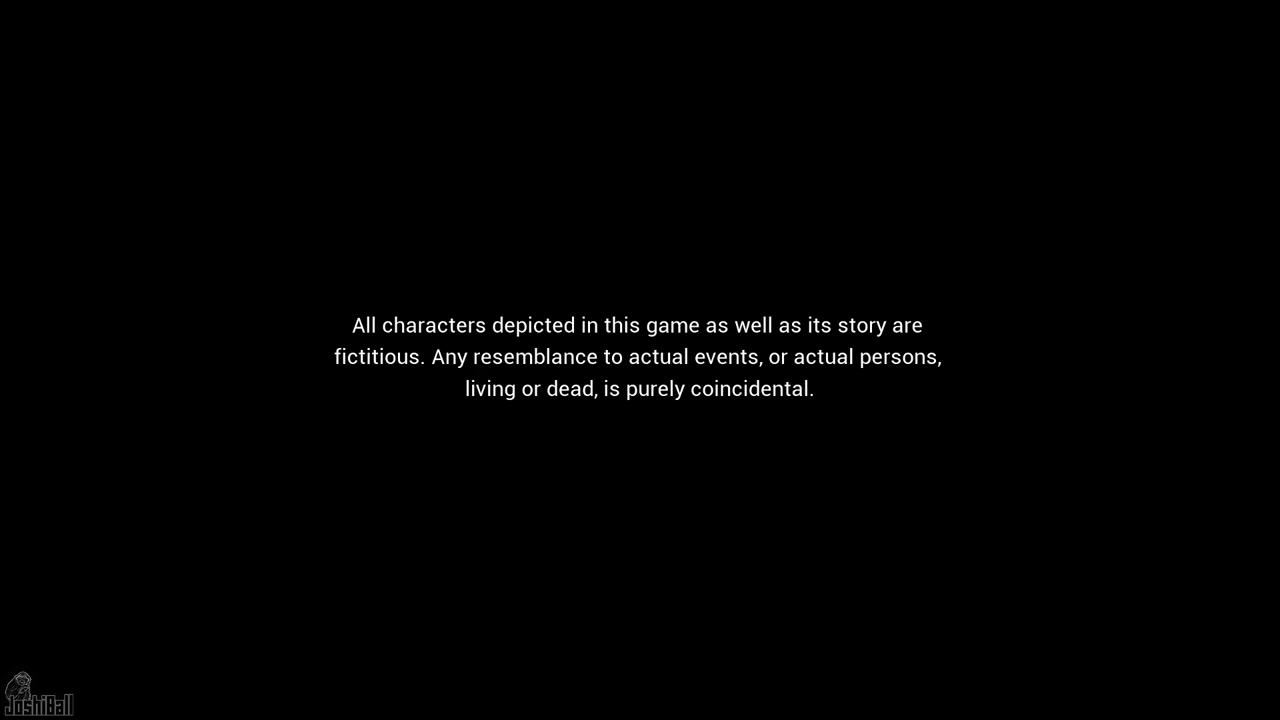 All characters depicted in this game as well as its story are
fictitious. Any resemblance to actual events, or actual persons,
living or dead, is purely coincidental.
JoshiBall